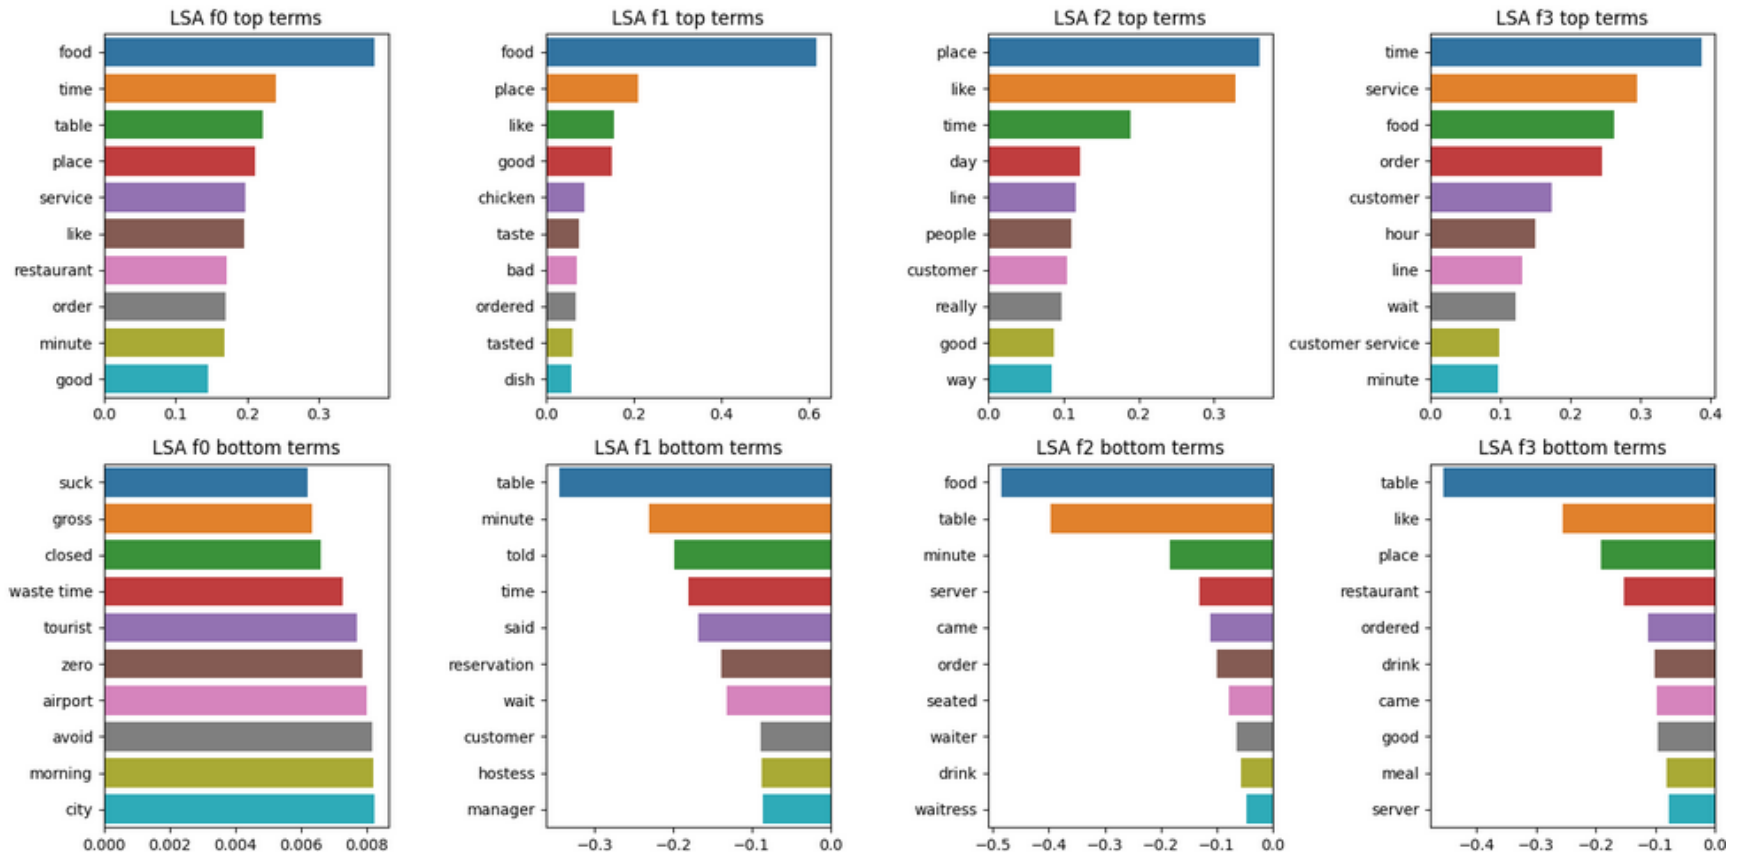 LSA f0 top terms
food
time
table
place
service
like
restaurant
order
minute
good
0.0 0.1 0.2 0.3
LSA f1 top terms
food
place
like
good
chicken
taste
bad
ordered
tasted
dish
0.0 0.2 0.4 0.6
LSA f2 top terms
place
like
time
day
line
people
customer
really
good
way
0.0 0.1 0.2 0.3
LSA f3 top terms
time
service
food
order
customer
hour
line
wait
customer service
minute
0.0 0.1 0.2 0.3 0.4
LSA f0 bottom terms
suck
gross
closed
waste time
tourist
zero
airport
avoid
morning
city
0.000 0.002 0.004 0.006 0.008
LSA f1 bottom terms
table
minute
told
time
said
reservation
wait
customer
hostess
manager
−0.3 −0.2 −0.1 0.0
LSA f2 bottom terms
food
table
minute
server
came
order
seated
waiter
drink
waitress
−0.5 −0.4 −0.3 −0.2 −0.1 0.0
LSA f3 bottom terms
table
like
place
restaurant
ordered
drink
came
good
meal
server
−0.4 −0.3 −0.2 −0.1 0.0